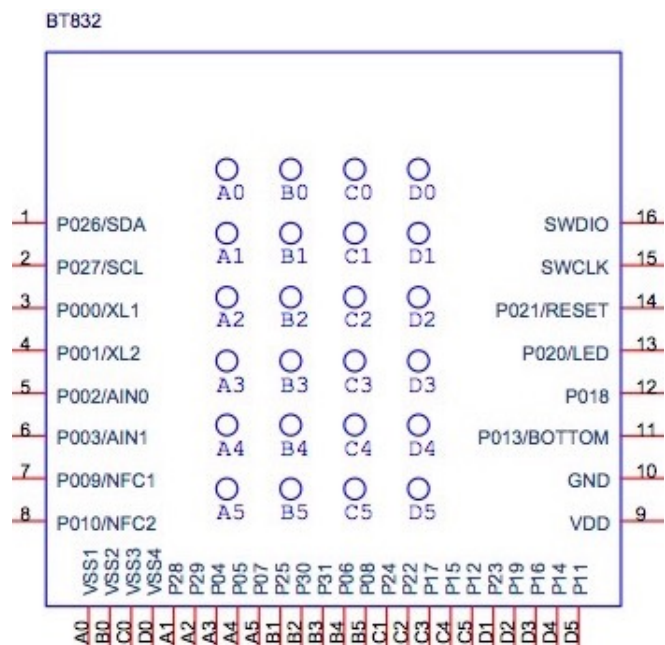 BT832
A0 B0 C0 D0
1 P026/SDA SWDIO 16
A1 B1 C1 D1
2 P027/SCL SWCLK 15
A2 B2 C2 D2
3 P000/XL1 P021/RESET 14
4 P001/XL2 P020/LED 13
A3 B3 C3 D3
5 P002/AIN0 P018 12
6 P003/AIN1 P013/BOTTOM 11
A4 B4 C4 D4
7 P009/NFC1 GND 10
A5 B5 C5 D5
8 P010/NFC2 VDD 9
VSS1 VSS2 VSS3 VSS4 P28 P29 P04 P05 P07 P25 P30 P31 P06 P08 P24 P22 P17 P15 P12 P23 P19 P16 P14 P11
A0 B0 C0 D0 A1 A2 A3 A4 A5 B1 B2 B3 B4 B5 C1 C2 C3 C4 C5 D1 D2 D3 D4 D5